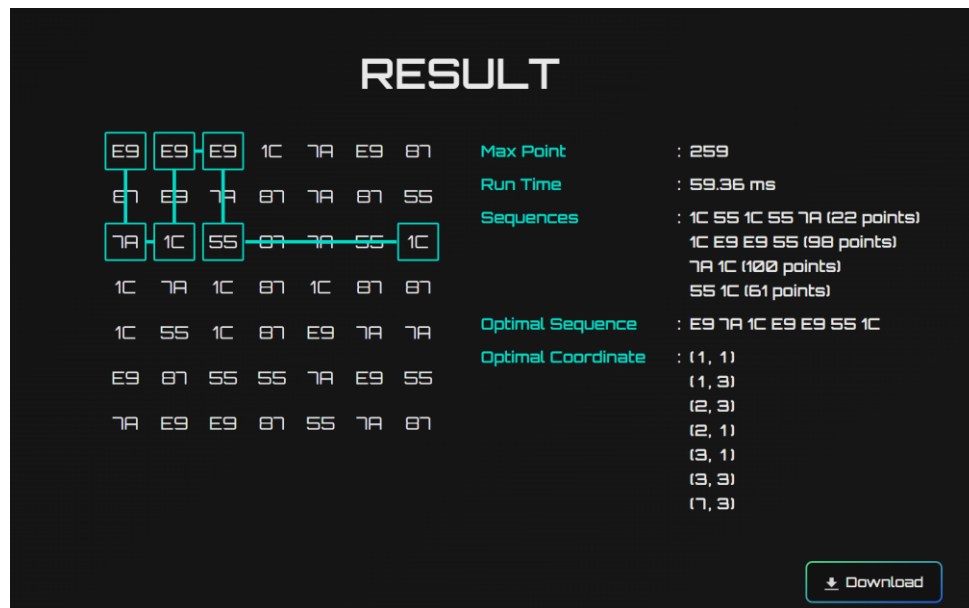 RESULT
E9 E9 E9 1C 7A E9 87
87 E9 7A 87 7A 87 55
7A 1C 55 87 7A 55 1C
1C 7A 1C 87 1C 87 87
1C 55 1C 87 E9 7A 7A
E9 87 55 55 7A E9 55
7A E9 E9 87 55 7A 87
Max Point : 259
Run Time : 59.36 ms
Sequences : 1C 55 1C 55 7A (22 points)
1C E9 E9 55 (98 points)
7A 1C (100 points)
55 1C (61 points)
Optimal Sequence : E9 7A 1C E9 E9 55 1C
Optimal Coordinate : (1, 1)
(1, 3)
(2, 3)
(2, 1)
(3, 1)
(3, 3)
(7, 3)
Download